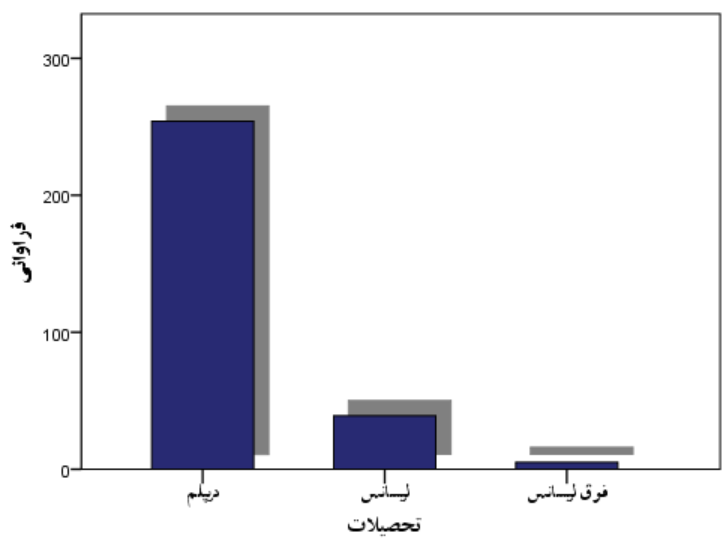 300
200
100
0
فراوانی
دیپلم
لیسانس
فوق لیسانس
تحصیلات